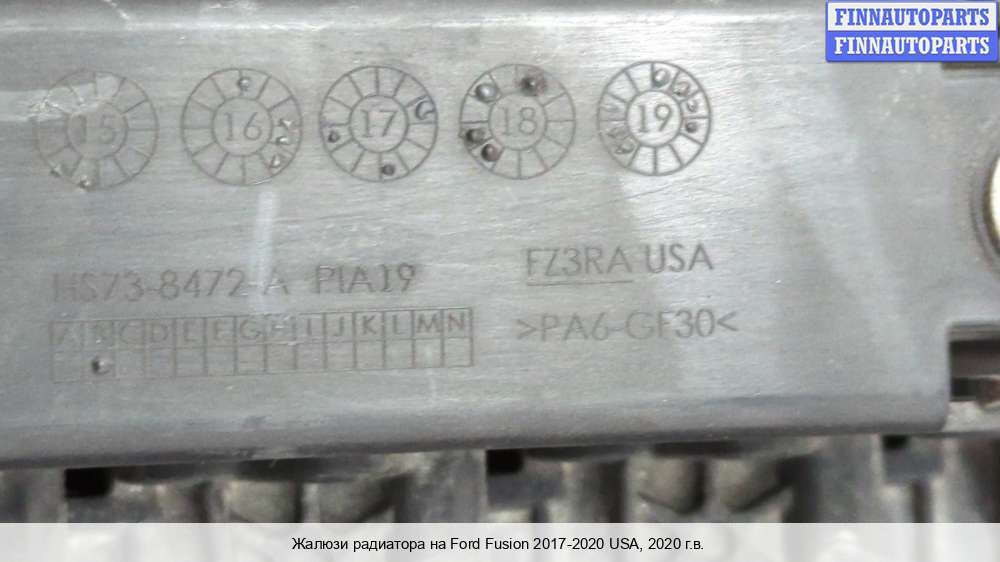 FINNAUTOPARTS
FINNAUTOPARTS
15 16 17 18 19
HS73-8472-A PIA19
FZ3RA USA
A B C D E F G H I J K L M N
>PA6-GF30<
Жалюзи радиатора на Ford Fusion 2017-2020 USA, 2020 г.в.